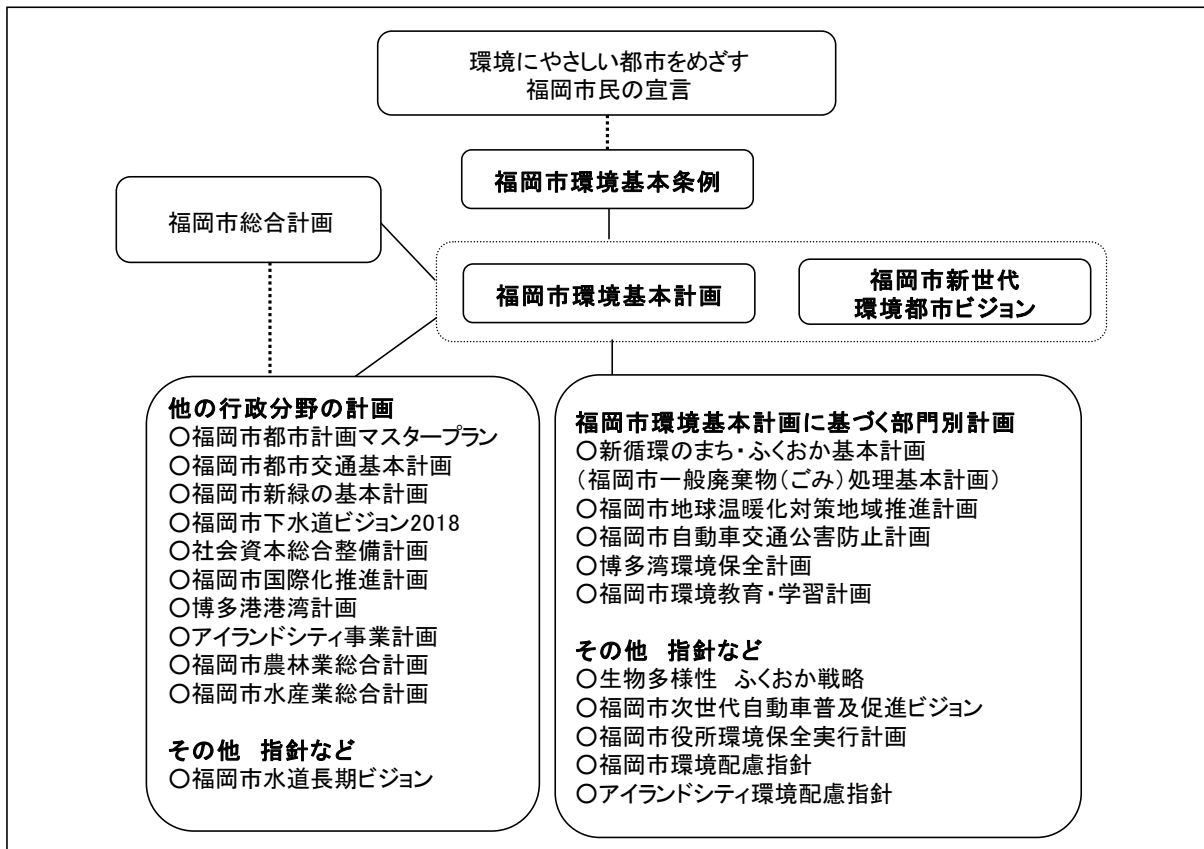 環境にやさしい都市をめざす
福岡市民の宣言
福岡市環境基本条例
福岡市総合計画
福岡市環境基本計画
福岡市新世代
環境都市ビジョン
他の行政分野の計画
○福岡市都市計画マスタープラン
○福岡市都市交通基本計画
○福岡市新緑の基本計画
○福岡市下水道ビジョン2018
○社会資本総合整備計画
○福岡市国際化推進計画
○博多港港湾計画
○アイランドシティ事業計画
○福岡市農林業総合計画
○福岡市水産業総合計画
その他　指針など
○福岡市水道長期ビジョン
福岡市環境基本計画に基づく部門別計画
○新循環のまち・ふくおか基本計画
（福岡市一般廃棄物（ごみ）処理基本計画）
○福岡市地球温暖化対策地域推進計画
○福岡市自動車交通公害防止計画
○博多湾環境保全計画
○福岡市環境教育・学習計画
その他　指針など
○生物多様性　ふくおか戦略
○福岡市次世代自動車普及促進ビジョン
○福岡市役所環境保全実行計画
○福岡市環境配慮指針
○アイランドシティ環境配慮指針